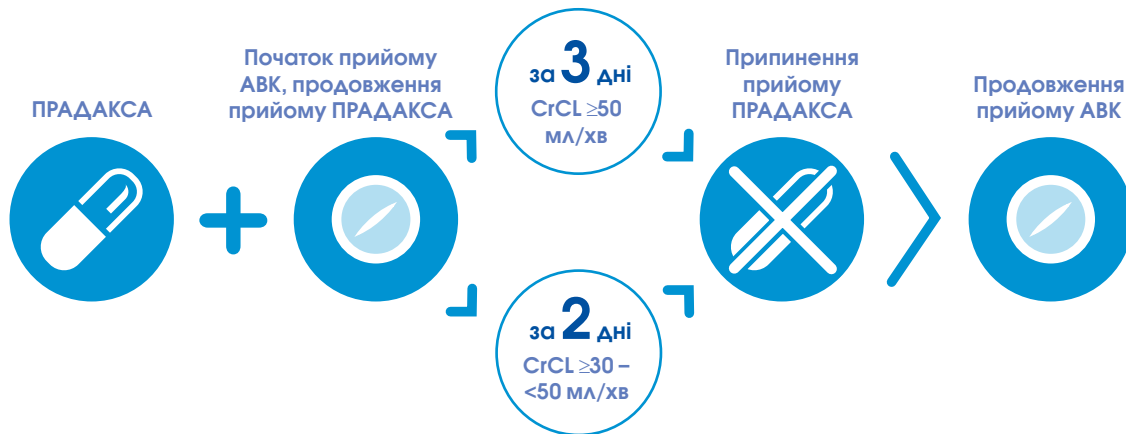 ПРАДАКСА
Початок прийому
АВК, продовження
прийому ПРАДАКСА
за 3 дні
CrCL ≥50
мл/хв
за 2 дні
CrCL ≥30 –
<50 мл/хв
Припинення
прийому
ПРАДАКСА
Продовження
прийому АВК